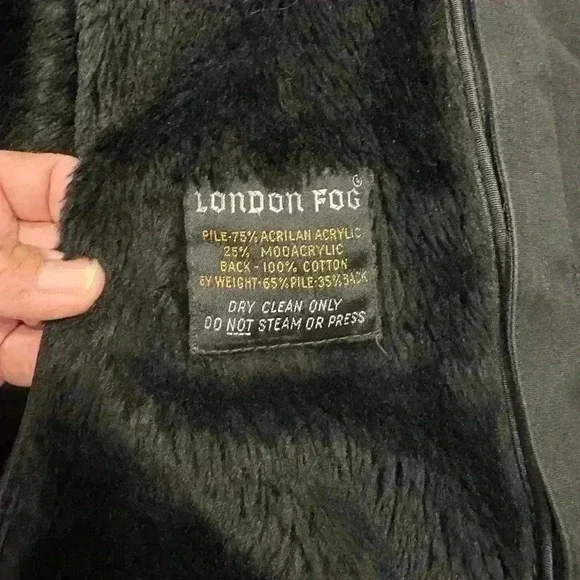 LONDON FOG ®
PILE-75% ACRILAN ACRYLIC
25% MODACRYLIC
BACK - 100% COTTON
BY WEIGHT-65% PILE-35% BACK
DRY CLEAN ONLY
DO NOT STEAM OR PRESS